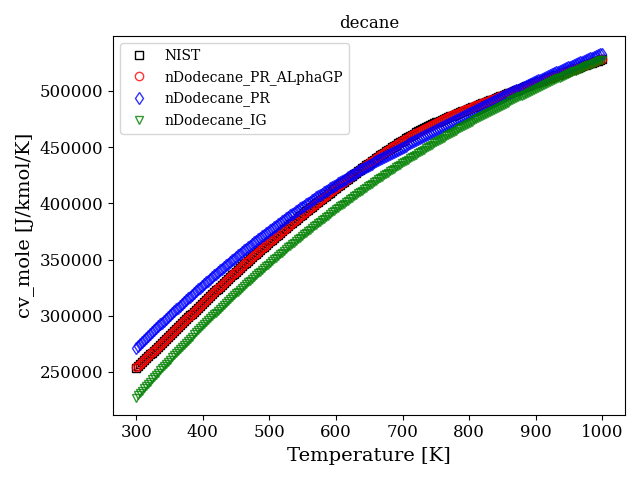 decane
NIST
nDodecane_PR_ALphaGP
nDodecane_PR
nDodecane_IG
cv_mole [J/kmol/K]
500000
450000
400000
350000
300000
250000
300 400 500 600 700 800 900 1000
Temperature [K]